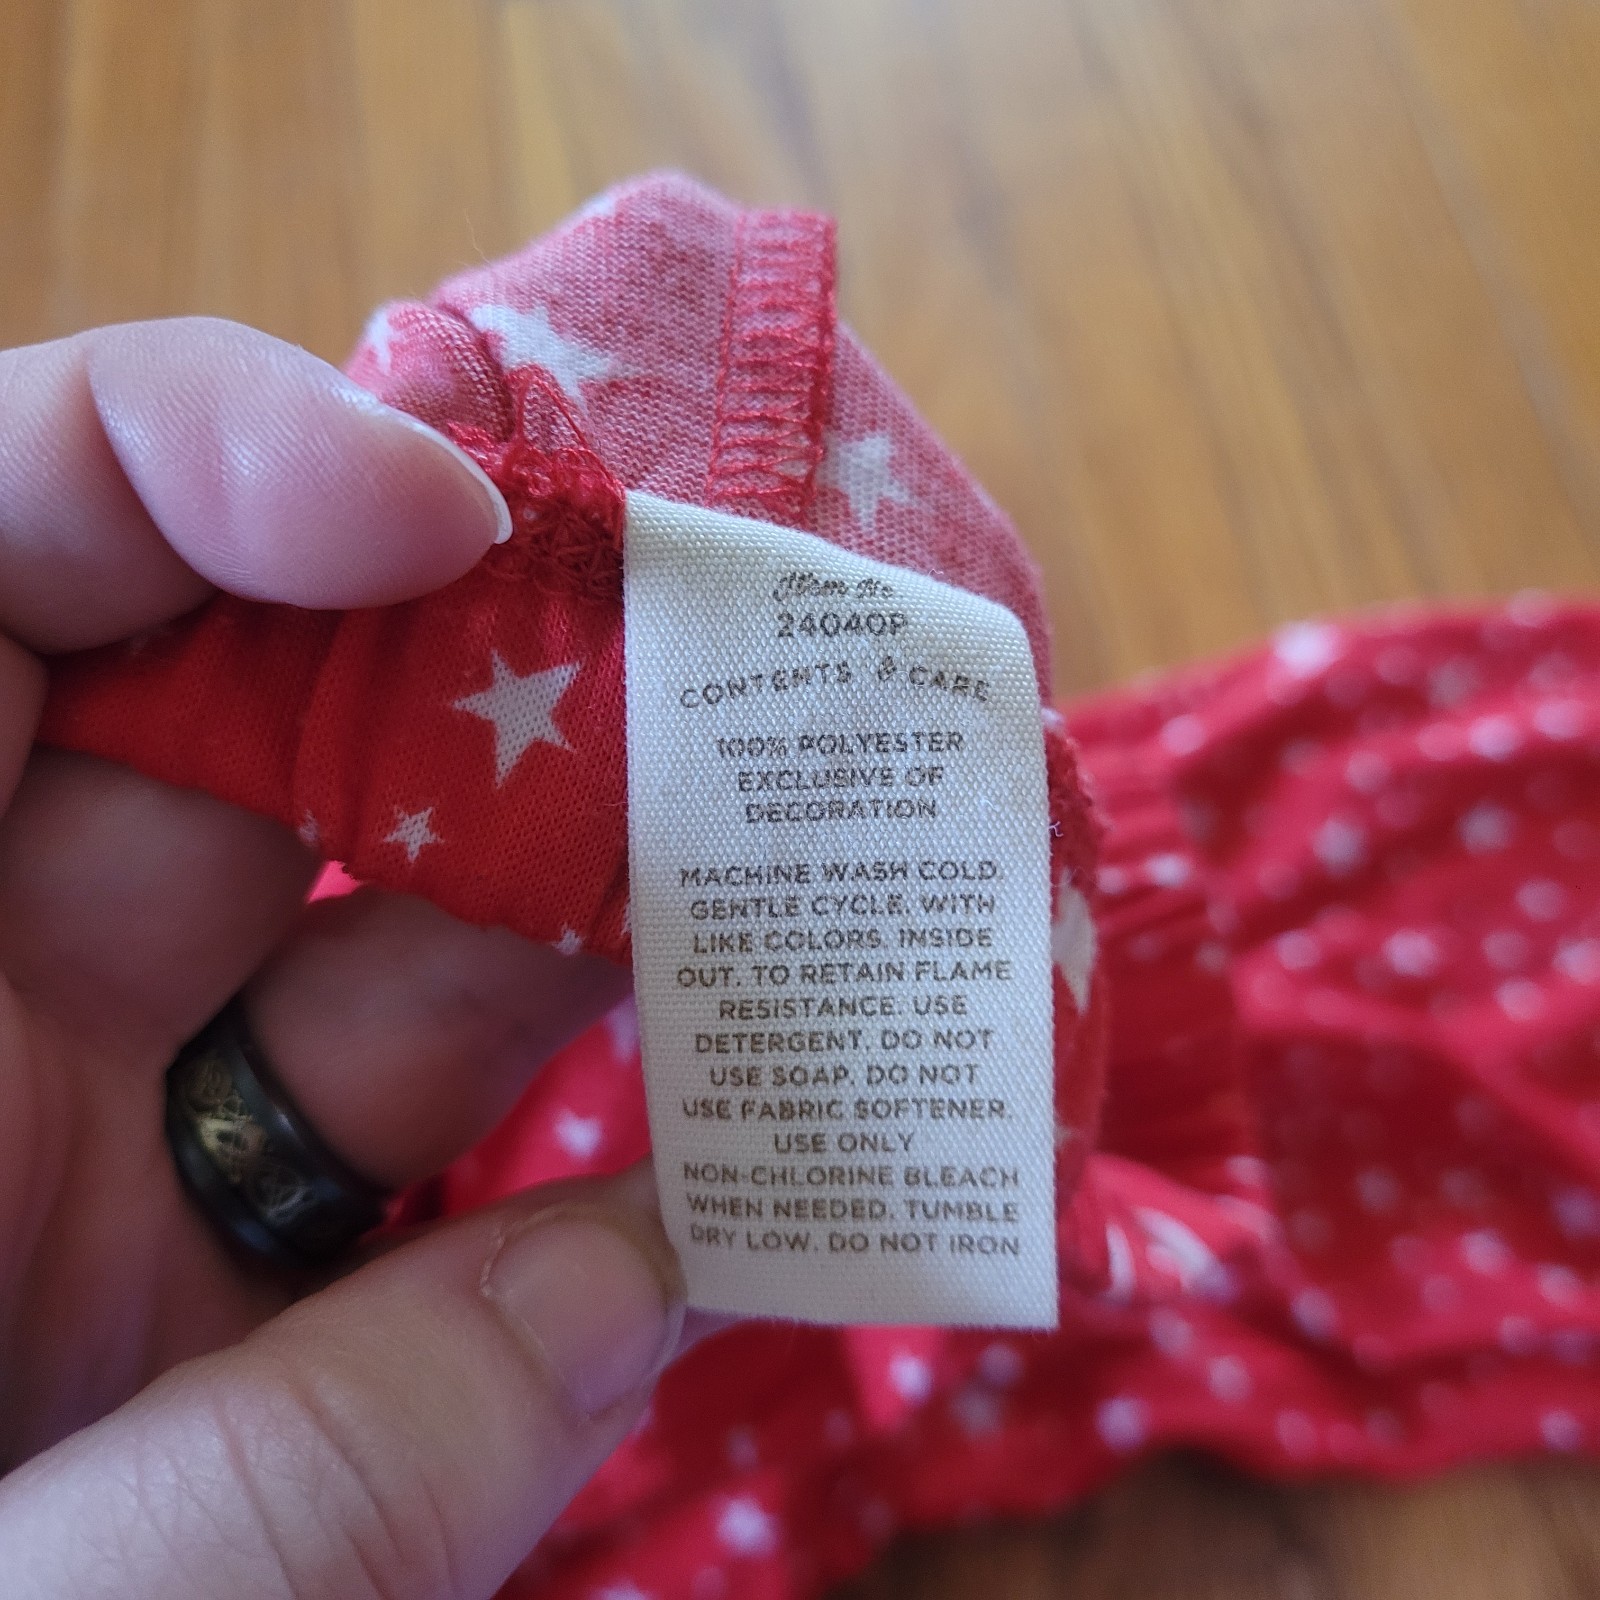 Item No.
24040P
CONTENTS & CARE
100% POLYESTER
EXCLUSIVE OF
DECORATION
MACHINE WASH COLD.
GENTLE CYCLE. WITH
LIKE COLORS. INSIDE
OUT. TO RETAIN FLAME
RESISTANCE. USE
DETERGENT. DO NOT
USE SOAP. DO NOT
USE FABRIC SOFTENER.
USE ONLY
NON-CHLORINE BLEACH
WHEN NEEDED. TUMBLE
DRY LOW. DO NOT IRON